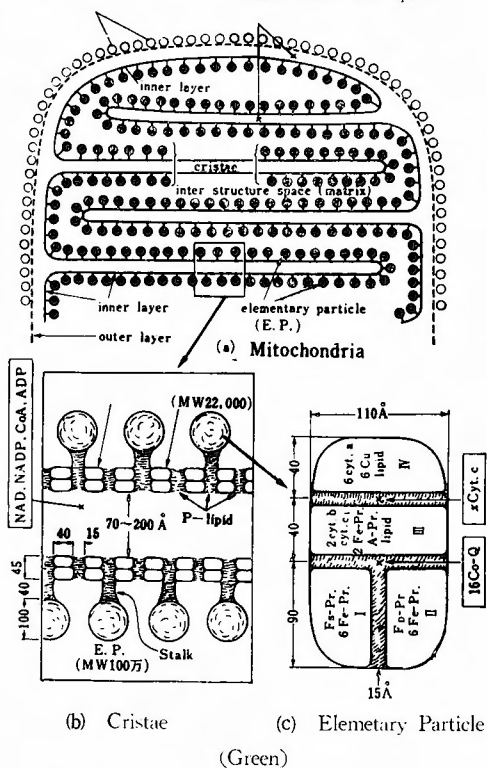 inner layer
cristae
inter structure space (matrix)
inner layer
elementary particle
(E.P.)
outer layer
(a) Mitochondria
NAD. NADP. CoA. ADP
(MW22,000)
P-lipid
70~200 Å
40 15
45
100~40
E.P.
(MW100万)
Stalk
110Å
40
40
90
6 cyt. a
6 Cu
lipid
IV
2 cyt b
cyt. c₁
2 Fe-Pr.
A-Pr.
lipid
III
Fs-Pr.
6 Fe-Pr.
I
FD-Pr
6 Fe-Pr.
II
15Å
xCyt. c
16Co-Q
(b) Cristae
(c) Elemetary Particle
(Green)